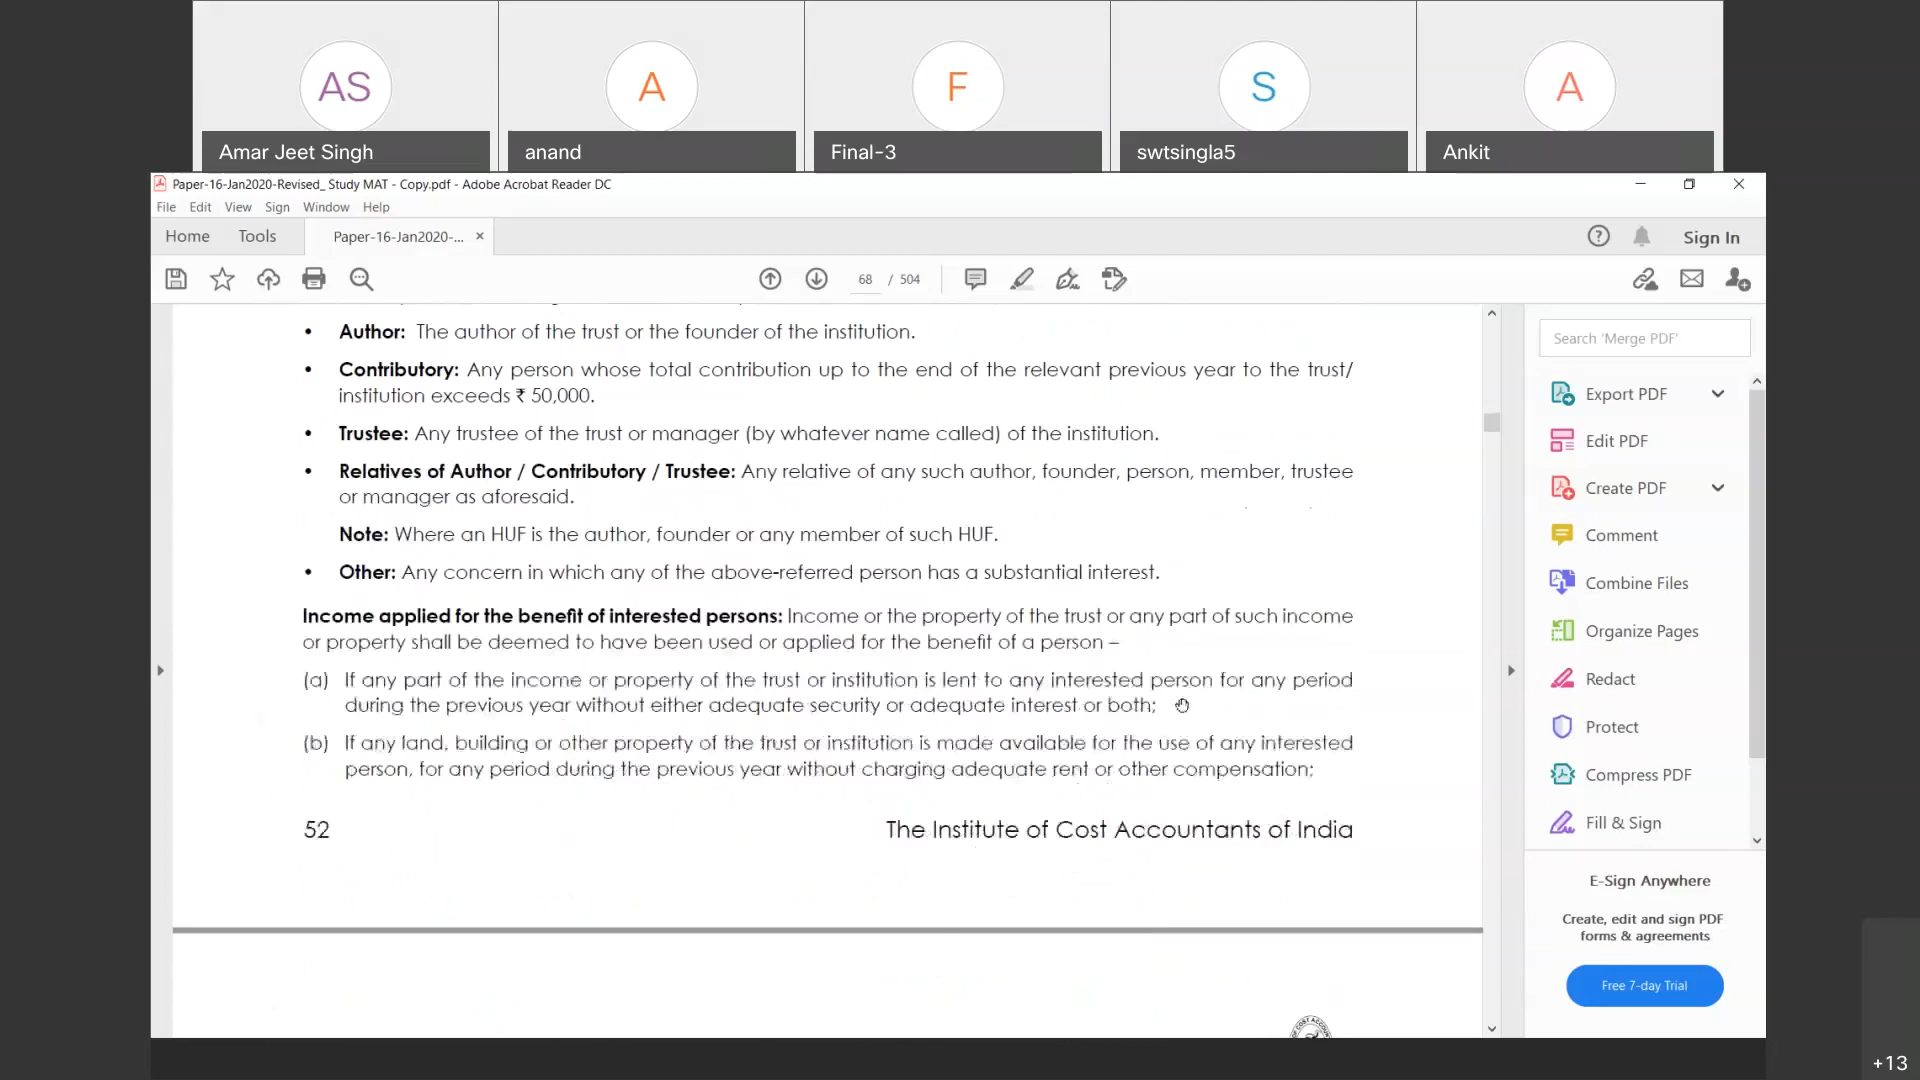 AS
A
F
S
A
Amar Jeet Singh
anand
Final-3
swtsingla5
Ankit
Paper-16-Jan2020-Revised_ Study MAT - Copy.pdf - Adobe Acrobat Reader DC
File Edit View Sign Window Help
Home Tools Paper-16-Jan2020-... × Sign In
68 / 504
• Author: The author of the trust or the founder of the institution.
• Contributory: Any person whose total contribution up to the end of the relevant previous year to the trust/
institution exceeds ₹ 50,000.
• Trustee: Any trustee of the trust or manager (by whatever name called) of the institution.
• Relatives of Author / Contributory / Trustee: Any relative of any such author, founder, person, member, trustee
or manager as aforesaid.
Note: Where an HUF is the author, founder or any member of such HUF.
• Other: Any concern in which any of the above-referred person has a substantial interest.
Income applied for the benefit of interested persons: Income or the property of the trust or any part of such income
or property shall be deemed to have been used or applied for the benefit of a person –
(a) If any part of the income or property of the trust or institution is lent to any interested person for any period
during the previous year without either adequate security or adequate interest or both;
(b) If any land, building or other property of the trust or institution is made available for the use of any interested
person, for any period during the previous year without charging adequate rent or other compensation;
52 The Institute of Cost Accountants of India
Search 'Merge PDF'
Export PDF
Edit PDF
Create PDF
Comment
Combine Files
Organize Pages
Redact
Protect
Compress PDF
Fill & Sign
E-Sign Anywhere
Create, edit and sign PDF
forms & agreements
Free 7-day Trial
+13